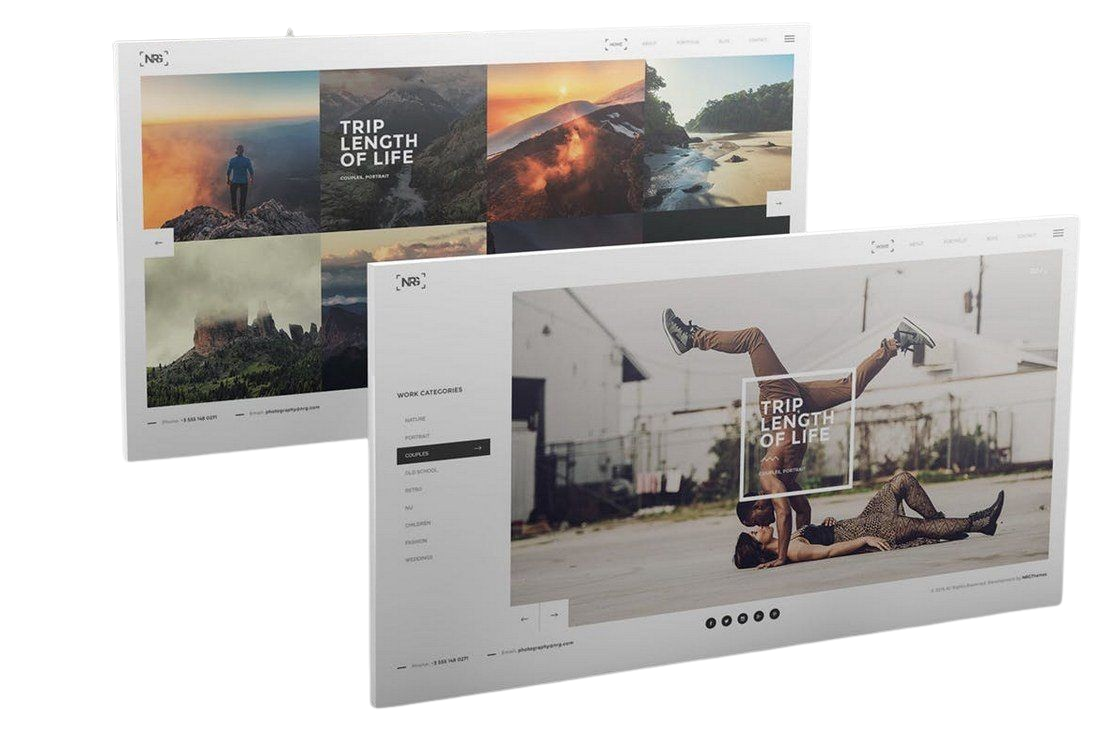 NRG
HOME ABOUT PORTFOLIO BLOG CONTACT
TRIP
LENGTH
OF LIFE
COUPLES, PORTRAIT
Phone: +3 555 148 0271 Email: photography@nrg.com
NRG
HOME ABOUT PORTFOLIO BLOG CONTACT
WORK CATEGORIES
NATURE
PORTRAIT
COUPLES
OLD SCHOOL
RETRO
NU
CHILDREN
FASHION
WEDDINGS
TRIP
LENGTH
OF LIFE
COUPLES, PORTRAIT
All Rights Reserved. Development by NRGThemes
Phone: +3 555 148 0271 Email: photography@nrg.com